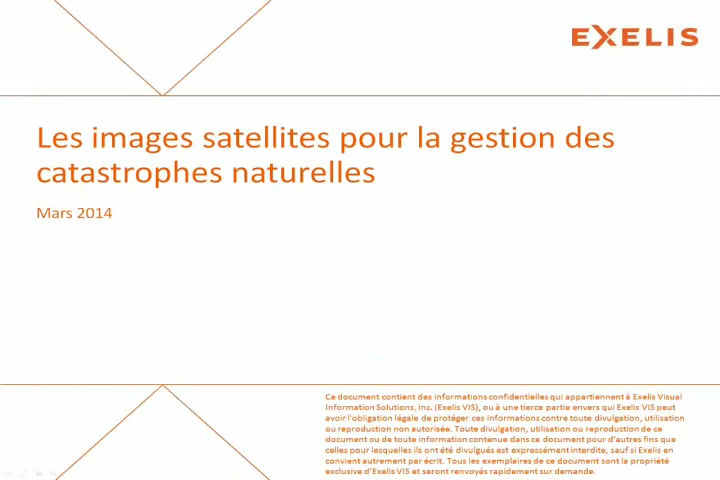 EXELIS
Les images satellites pour la gestion des
catastrophes naturelles
Mars 2014
Ce document contient des informations confidentielles qui appartiennent à Exelis Visual
Information Solutions, Inc. (Exelis VIS), ou à une tierce partie envers qui Exelis VIS peut
avoir l'obligation légale de protéger ces informations contre toute divulgation, utilisation
ou reproduction non autorisée. Toute divulgation, utilisation ou reproduction de ce
document ou de toute information contenue dans ce document pour d'autres fins que
celles pour lesquelles ils ont été divulgués est expressément interdite, sauf si Exelis en
convient autrement par écrit. Tous les exemplaires de ce document sont la propriété
exclusive d'Exelis VIS et seront renvoyés rapidement sur demande.